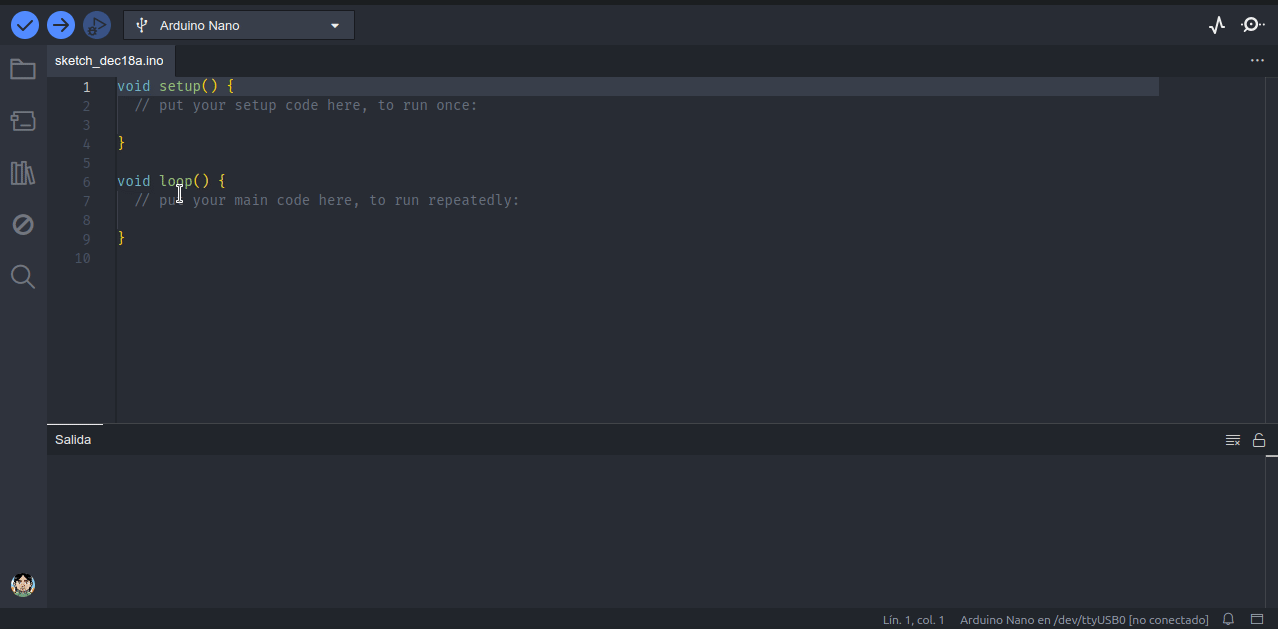 Arduino Nano
sketch_dec18a.ino
1 void setup() {
2 // put your setup code here, to run once:
3
4 }
5
6 void loop() {
7 // put your main code here, to run repeatedly:
8
9 }
10
Salida
Lín. 1, col. 1 Arduino Nano en /dev/ttyUSB0 [no conectado]